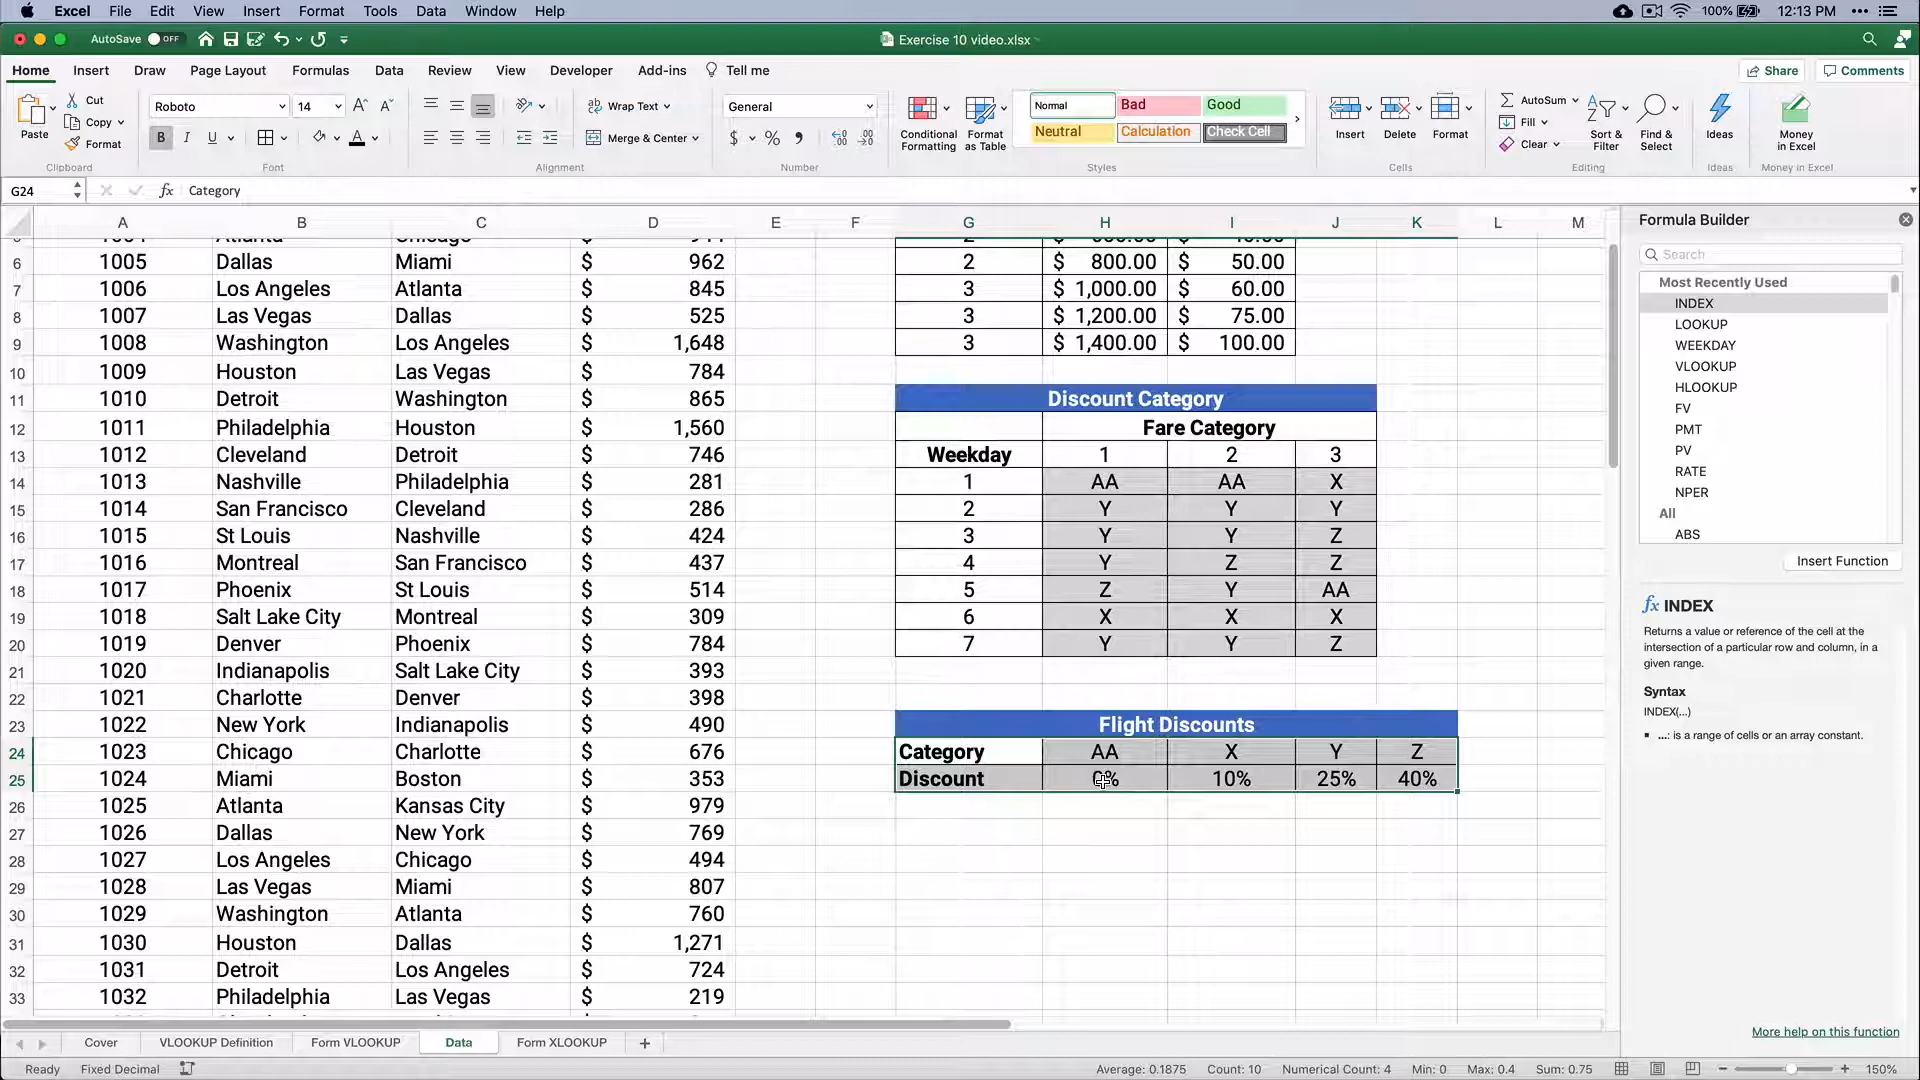 Excel File Edit View Insert Format Tools Data Window Help 100% 12:13 PM
AutoSave OFF Exercise 10 video.xlsx
Home Insert Draw Page Layout Formulas Data Review View Developer Add-ins Tell me Share Comments
Paste Cut Copy Format Roboto 14 B I U A Wrap Text Merge & Center General $ % Conditional Formatting Format as Table Normal Bad Good Neutral Calculation Check Cell Insert Delete Format AutoSum Fill Clear Sort & Filter Find & Select Ideas Money in Excel
Clipboard Font Alignment Number Styles Cells Editing Ideas Money in Excel
G24 fx Category
A B C D E F G H I J K L M
6 1005 Dallas Miami $ 962 2 $ 800.00 $ 50.00
7 1006 Los Angeles Atlanta $ 845 3 $ 1,000.00 $ 60.00
8 1007 Las Vegas Dallas $ 525 3 $ 1,200.00 $ 75.00
9 1008 Washington Los Angeles $ 1,648 3 $ 1,400.00 $ 100.00
10 1009 Houston Las Vegas $ 784
11 1010 Detroit Washington $ 865 Discount Category
12 1011 Philadelphia Houston $ 1,560 Fare Category
13 1012 Cleveland Detroit $ 746 Weekday 1 2 3
14 1013 Nashville Philadelphia $ 281 1 AA AA X
15 1014 San Francisco Cleveland $ 286 2 Y Y Y
16 1015 St Louis Nashville $ 424 3 Y Y Z
17 1016 Montreal San Francisco $ 437 4 Y Z Z
18 1017 Phoenix St Louis $ 514 5 Z Y AA
19 1018 Salt Lake City Montreal $ 309 6 X X X
20 1019 Denver Phoenix $ 784 7 Y Y Z
21 1020 Indianapolis Salt Lake City $ 393
22 1021 Charlotte Denver $ 398
23 1022 New York Indianapolis $ 490 Flight Discounts
24 1023 Chicago Charlotte $ 676 Category AA X Y Z
25 1024 Miami Boston $ 353 Discount 0% 10% 25% 40%
26 1025 Atlanta Kansas City $ 979
27 1026 Dallas New York $ 769
28 1027 Los Angeles Chicago $ 494
29 1028 Las Vegas Miami $ 807
30 1029 Washington Atlanta $ 760
31 1030 Houston Dallas $ 1,271
32 1031 Detroit Los Angeles $ 724
33 1032 Philadelphia Las Vegas $ 219
Formula Builder
Search
Most Recently Used
INDEX
LOOKUP
WEEKDAY
VLOOKUP
HLOOKUP
FV
PMT
PV
RATE
NPER
All
ABS
Insert Function
fx INDEX
Returns a value or reference of the cell at the
intersection of a particular row and column, in a
given range.
Syntax
INDEX(...)
▪ ...: is a range of cells or an array constant.
More help on this function
Cover VLOOKUP Definition Form VLOOKUP Data Form XLOOKUP +
Ready Fixed Decimal Average: 0.1875 Count: 10 Numerical Count: 4 Min: 0 Max: 0.4 Sum: 0.75 150%